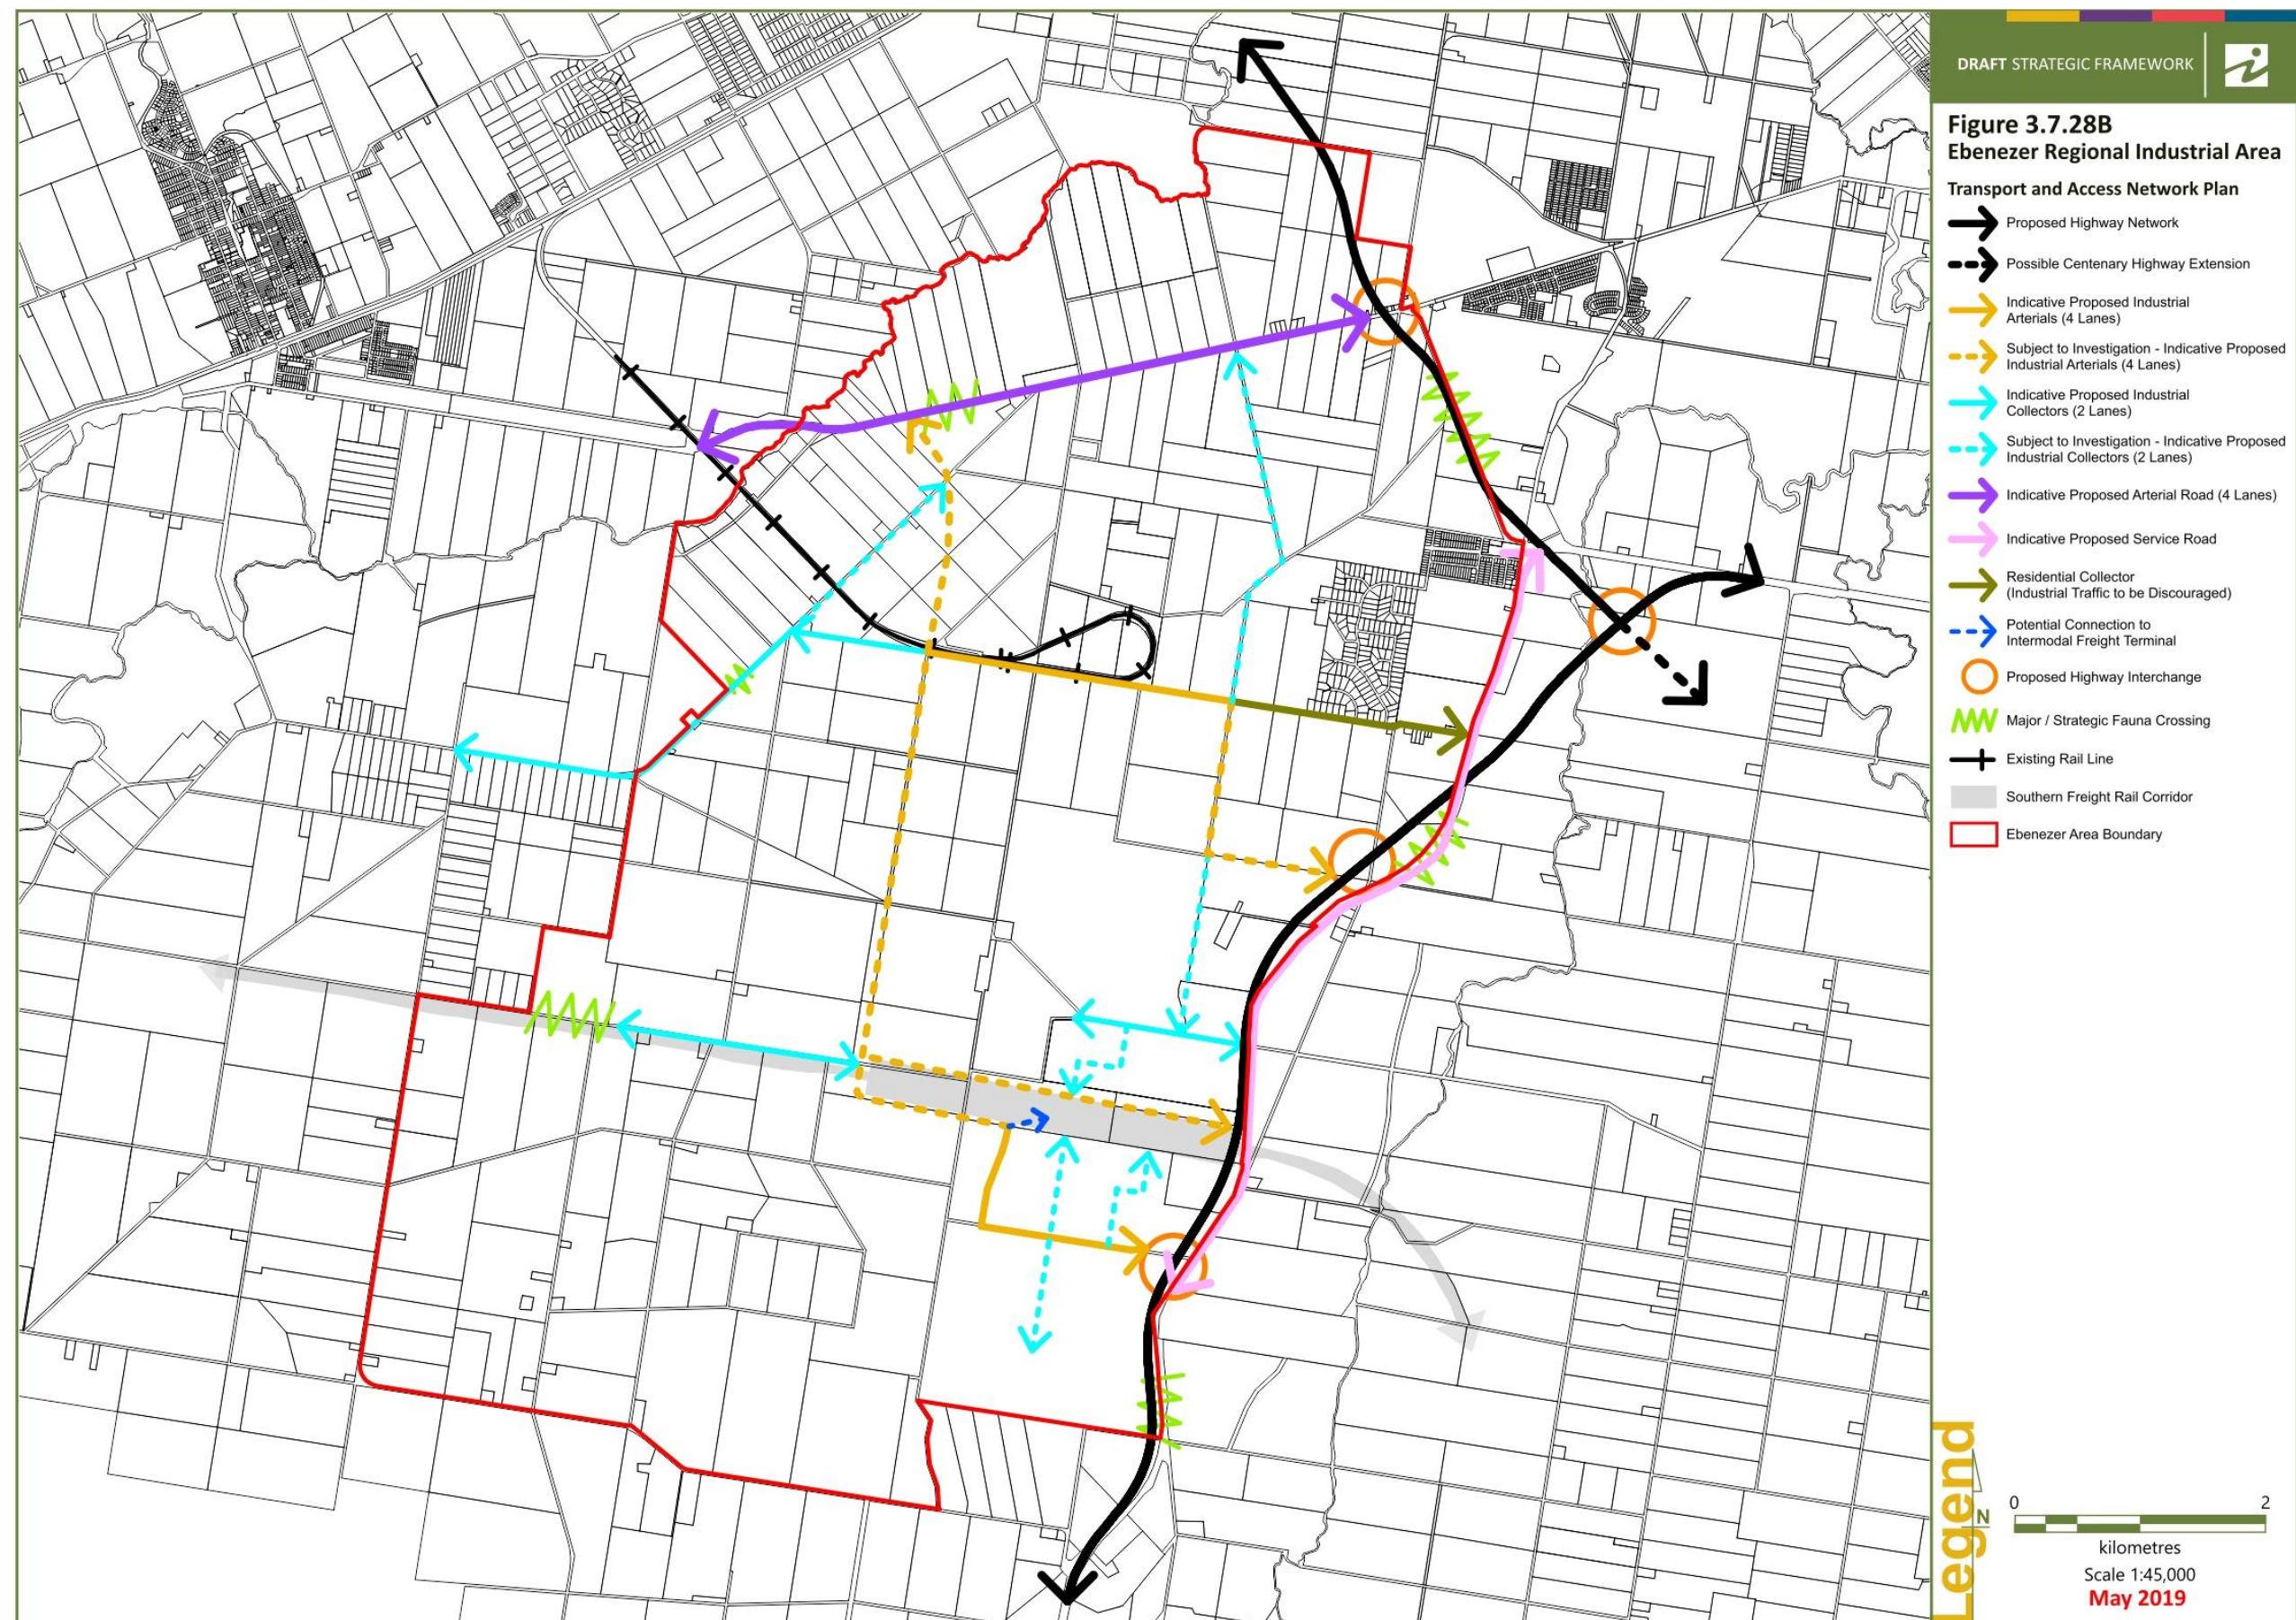 DRAFT STRATEGIC FRAMEWORK
Figure 3.7.28B
Ebenezer Regional Industrial Area
Transport and Access Network Plan
Proposed Highway Network
Possible Centenary Highway Extension
Indicative Proposed Industrial
Arterials (4 Lanes)
Subject to Investigation - Indicative Proposed
Industrial Arterials (4 Lanes)
Indicative Proposed Industrial
Collectors (2 Lanes)
Subject to Investigation - Indicative Proposed
Industrial Collectors (2 Lanes)
Indicative Proposed Arterial Road (4 Lanes)
Indicative Proposed Service Road
Residential Collector
(Industrial Traffic to be Discouraged)
Potential Connection to
Intermodal Freight Terminal
Proposed Highway Interchange
Major / Strategic Fauna Crossing
Existing Rail Line
Southern Freight Rail Corridor
Ebenezer Area Boundary
Legend
N
0 2
kilometres
Scale 1:45,000
May 2019